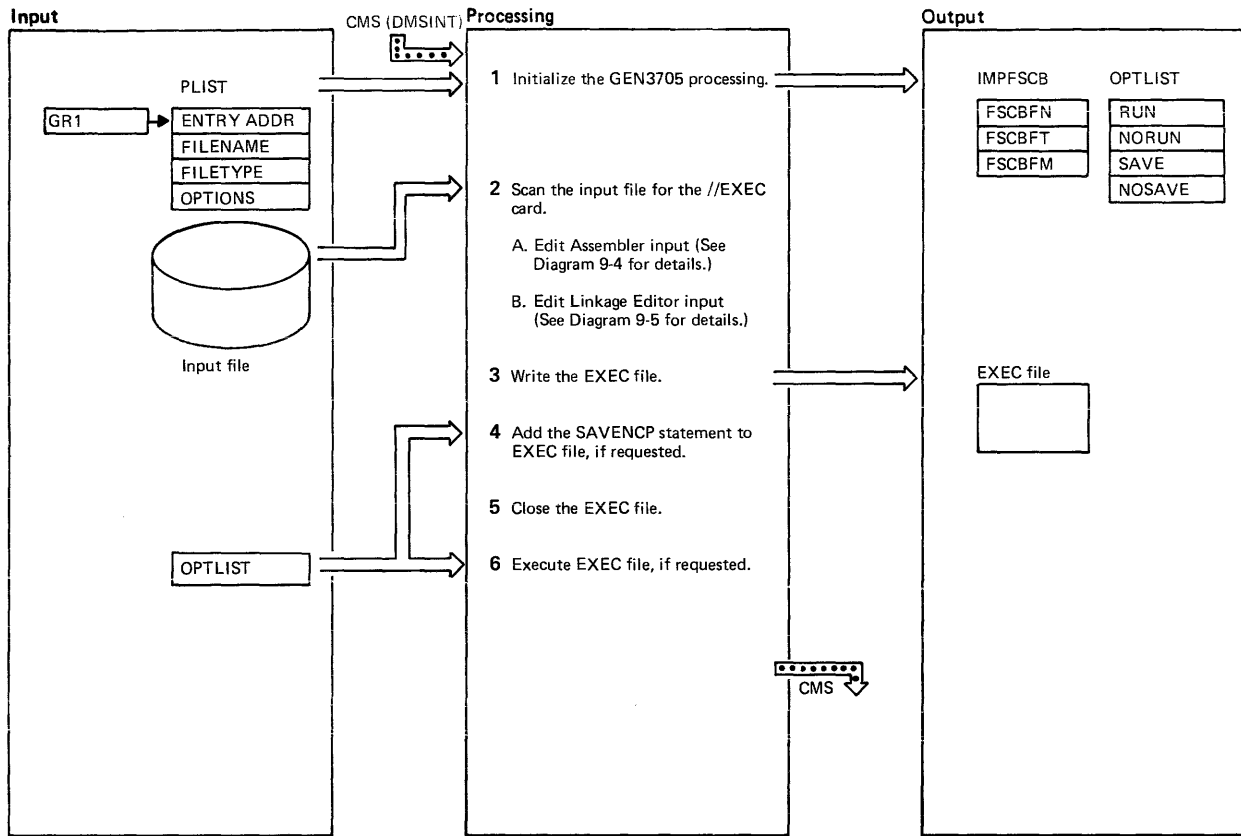 Input
CMS (DMSINT)
Processing
Output
PLIST
GR1
ENTRY ADDR
FILENAME
FILETYPE
OPTIONS
Input file
OPTLIST
1 Initialize the GEN3705 processing.
2 Scan the input file for the //EXEC
card.
A. Edit Assembler input (See
Diagram 9-4 for details.)
B. Edit Linkage Editor input
(See Diagram 9-5 for details.)
3 Write the EXEC file.
4 Add the SAVENCP statement to
EXEC file, if requested.
5 Close the EXEC file.
6 Execute EXEC file, if requested.
CMS
IMPFSCB
FSCBFN
FSCBFT
FSCBFM
OPTLIST
RUN
NORUN
SAVE
NOSAVE
EXEC file